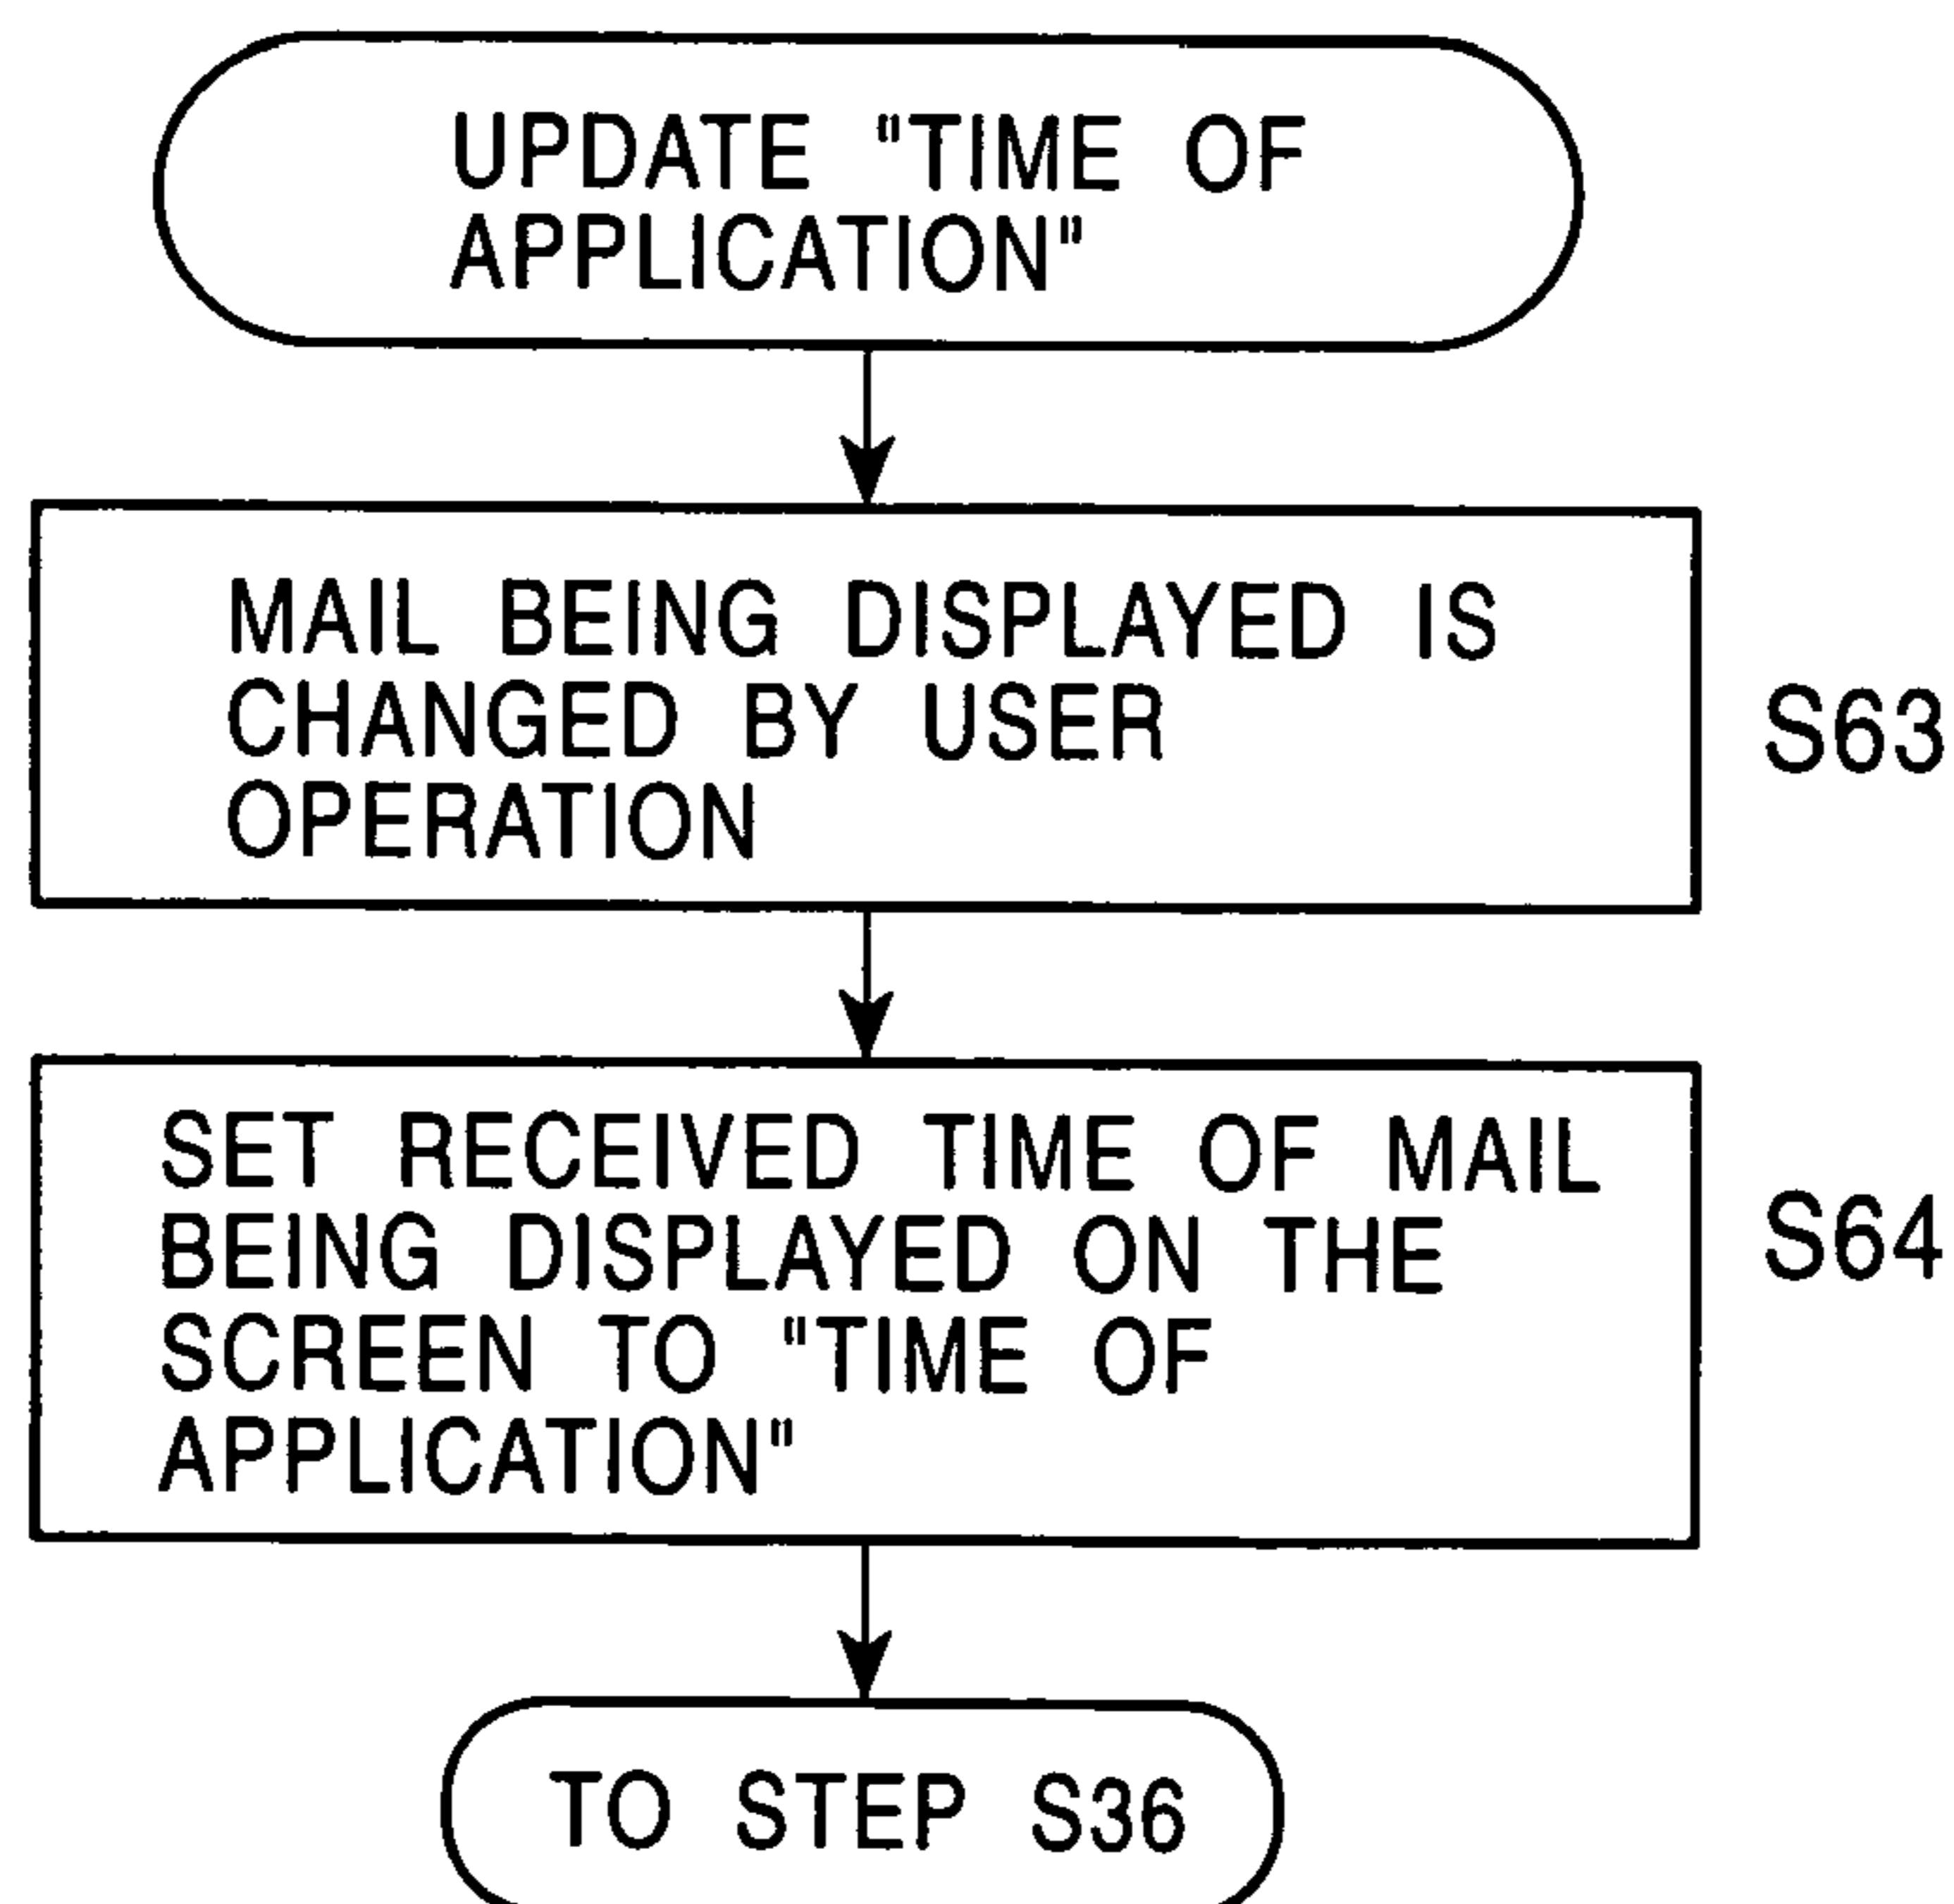 UPDATE "TIME OF
APPLICATION"
MAIL BEING DISPLAYED IS
CHANGED BY USER
OPERATION
S63
SET RECEIVED TIME OF MAIL
BEING DISPLAYED ON THE
SCREEN TO "TIME OF
APPLICATION"
S64
TO STEP S36